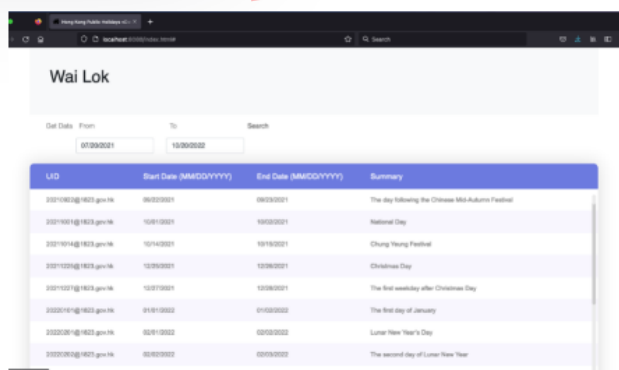 Hong Kong Public Holidays
localhost:
Search
Wai Lok
Get Data From To Search
07/20/2021 10/20/2022
UID Start Date (MM/DD/YYYY) End Date (MM/DD/YYYY) Summary
20210922@1823.gov.hk 09/22/2021 09/23/2021 The day following the Chinese Mid-Autumn Festival
20211001@1823.gov.hk 10/01/2021 10/02/2021 National Day
20211014@1823.gov.hk 10/14/2021 10/15/2021 Chung Yeung Festival
20211225@1823.gov.hk 12/25/2021 12/26/2021 Christmas Day
20211227@1823.gov.hk 12/27/2021 12/28/2021 The first weekday after Christmas Day
20220101@1823.gov.hk 01/01/2022 01/02/2022 The first day of January
20220201@1823.gov.hk 02/01/2022 02/02/2022 Lunar New Year's Day
20220202@1823.gov.hk 02/02/2022 02/03/2022 The second day of Lunar New Year